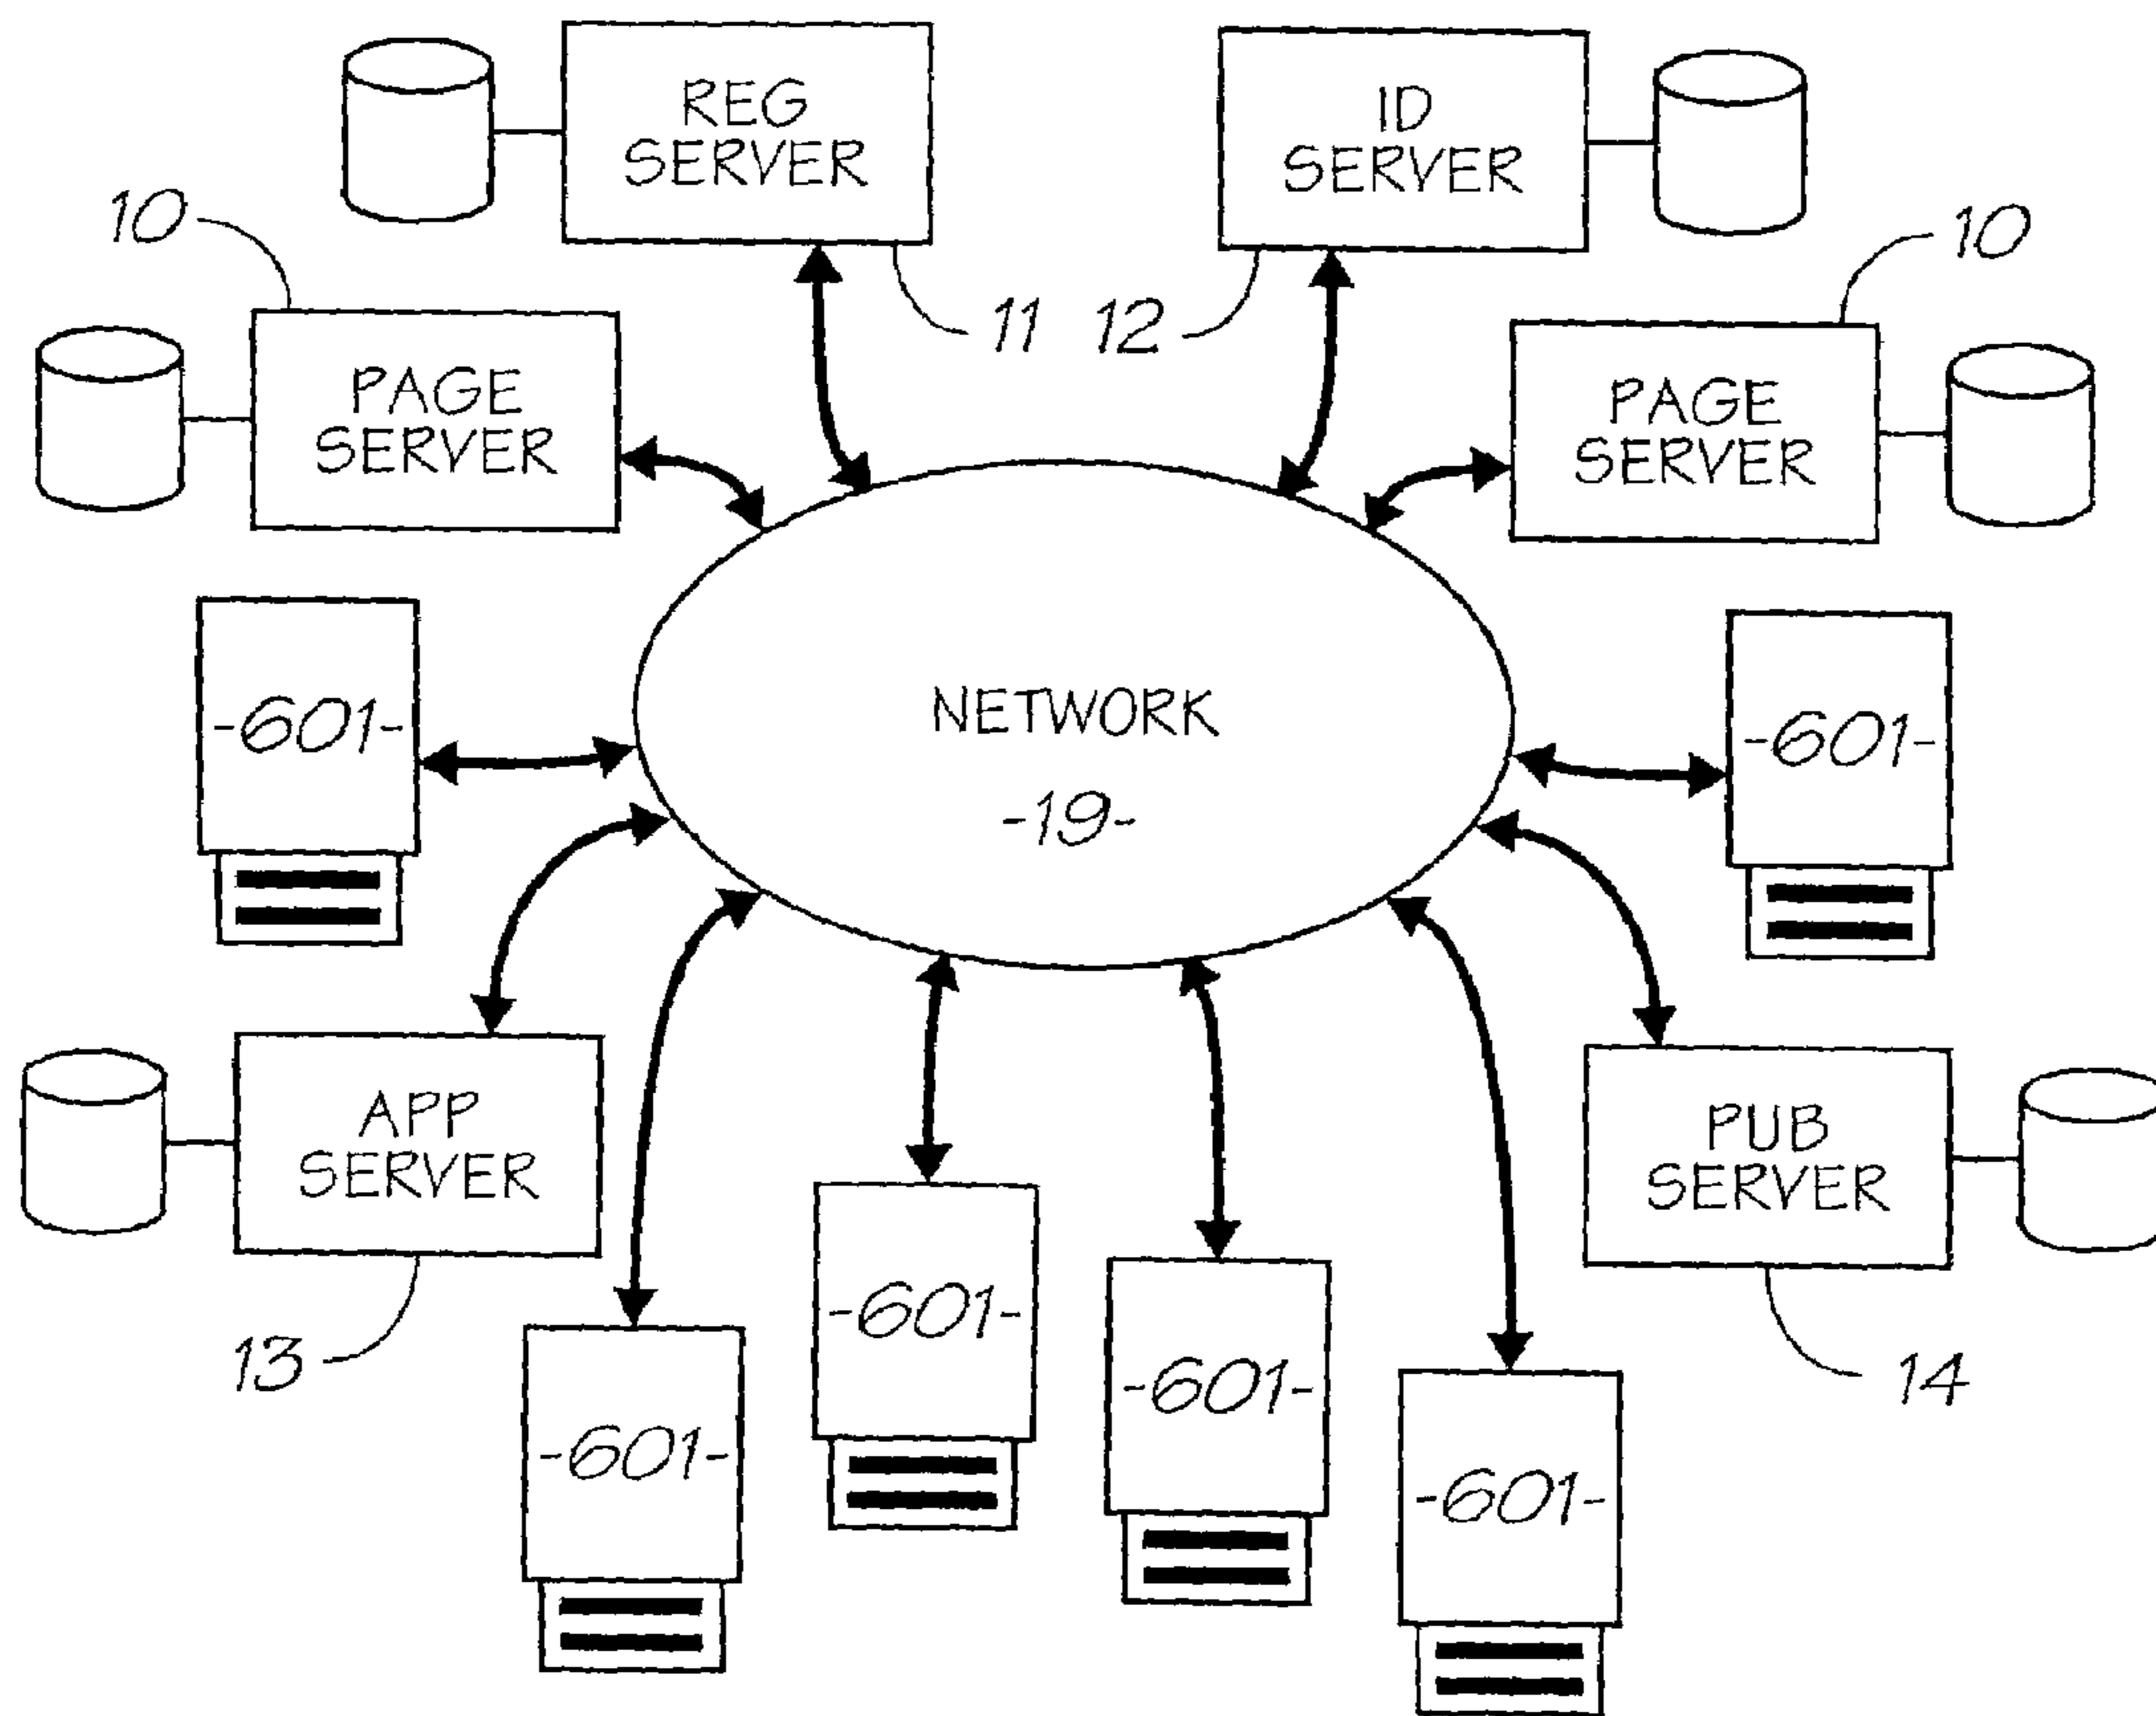 REG
SERVER
ID
SERVER
10
10
11
12
PAGE
SERVER
PAGE
SERVER
-601-
NETWORK
-19-
-601-
APP
SERVER
PUB
SERVER
13
-601-
-601-
-601-
-601-
14